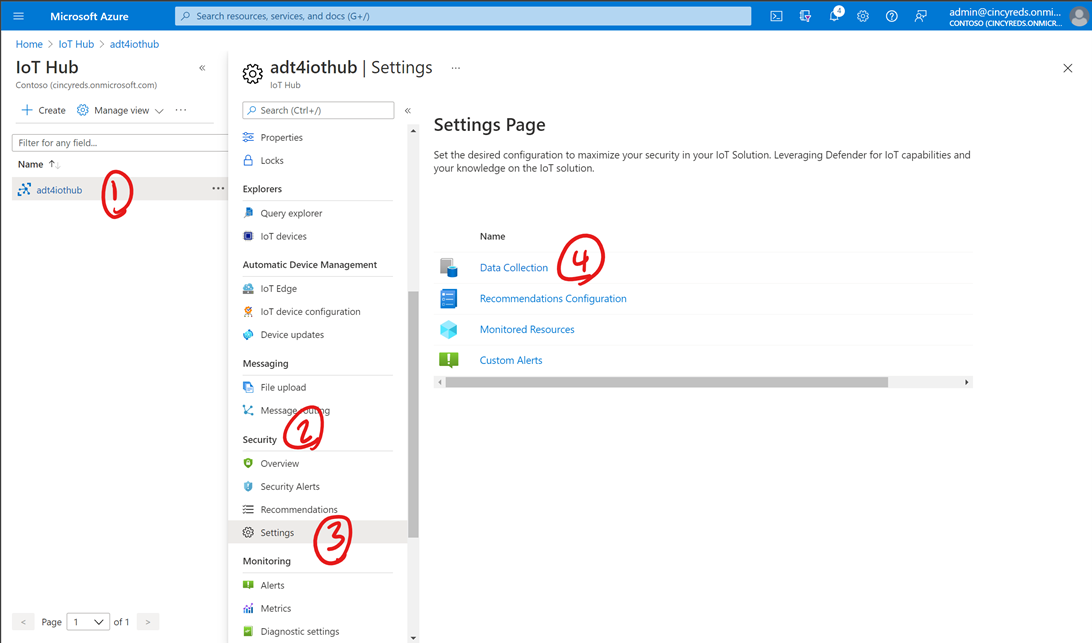 Microsoft Azure
Search resources, services, and docs (G+/)
4
admin@cincyreds.onmi...
CONTOSO (CINCYREDS.ONMICR...
Home > IoT Hub > adt4iothub
IoT Hub
Contoso (cincyreds.onmicrosoft.com)
«
+ Create
Manage view
...
Filter for any field...
Name ↑↓
adt4iothub
...
1
< Page 1 of 1 >
adt4iothub | Settings
...
IoT Hub
Search (Ctrl+/)
«
Properties
Locks
Explorers
Query explorer
IoT devices
Automatic Device Management
IoT Edge
IoT device configuration
Device updates
Messaging
File upload
Message routing
2
Security
Overview
Security Alerts
Recommendations
Settings
3
Monitoring
Alerts
Metrics
Diagnostic settings
Settings Page
Set the desired configuration to maximize your security in your IoT Solution. Leveraging Defender for IoT capabilities and
your knowledge on the IoT solution.
Name
Data Collection
4
Recommendations Configuration
Monitored Resources
Custom Alerts